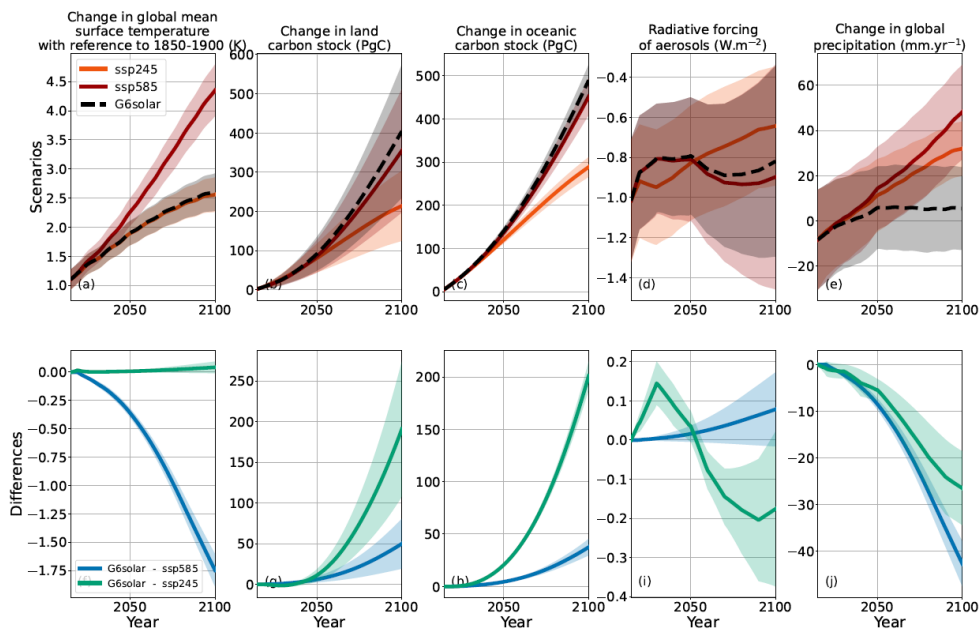 Change in global mean
surface temperature
with reference to 1850-1900 (K)
Change in land
carbon stock (PgC)
Change in oceanic
carbon stock (PgC)
Radiative forcing
of aerosols (W.m⁻²)
Change in global
precipitation (mm.yr⁻¹)
Scenarios
ssp245
ssp585
G6solar
4.5
4.0
3.5
3.0
2.5
2.0
1.5
1.0
(a)
2050
2100
600
500
400
300
200
100
0
(b)
2050
2100
500
400
300
200
100
0
(c)
2050
2100
−0.4
−0.6
−0.8
−1.0
−1.2
−1.4
(d)
2050
2100
60
40
20
0
−20
(e)
2050
2100
Differences
0.00
−0.25
−0.50
−0.75
−1.00
−1.25
−1.50
−1.75
G6solar - ssp585
G6solar - ssp245
2050
2100
Year
250
200
150
100
50
0
(g)
2050
2100
Year
200
150
100
50
0
(h)
2050
2100
Year
0.2
0.1
0.0
−0.1
−0.2
−0.3
−0.4
(i)
2050
2100
Year
0
−10
−20
−30
−40
(j)
2050
2100
Year